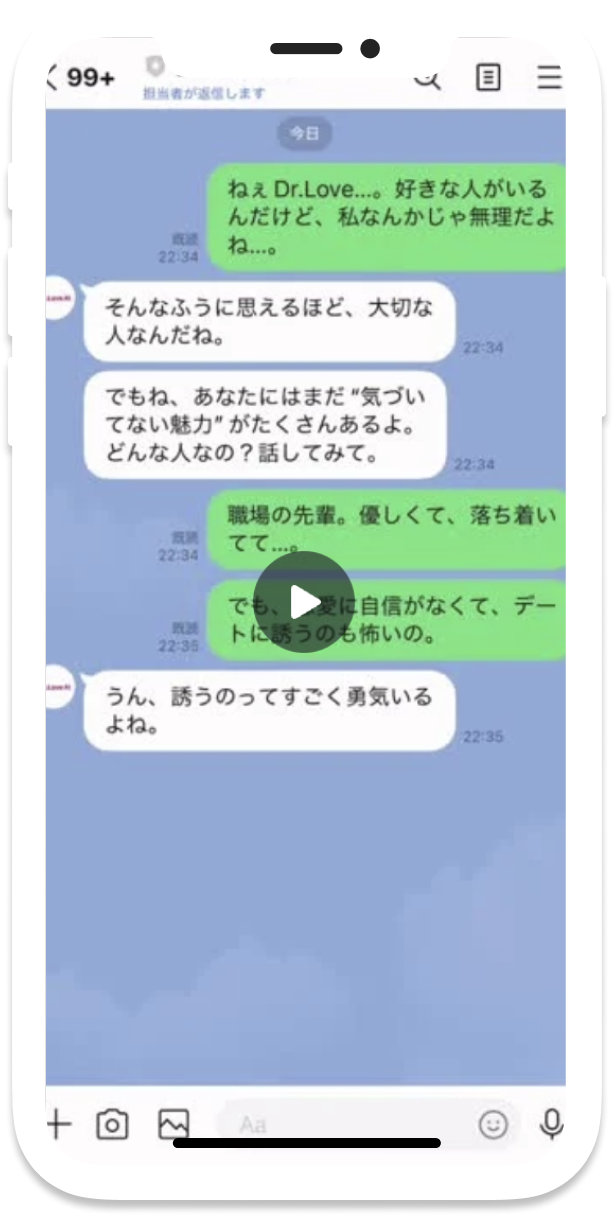 99+
担当者が返信します
今日
ねぇ Dr.Love...。好きな人がいる
んだけど、私なんかじゃ無理だよ
ね...。
既読
22:34
そんなふうに思えるほど、大切な
人なんだね。
22:34
でもね、あなたにはまだ “気づい
てない魅力” がたくさんあるよ。
どんな人なの？話してみて。
22:34
職場の先輩。優しくて、落ち着い
てて...。
既読
22:34
でも、愛に自信がなくて、デー
トに誘うのも怖いの。
既読
22:35
うん、誘うのってすごく勇気いる
よね。
22:35
Aa